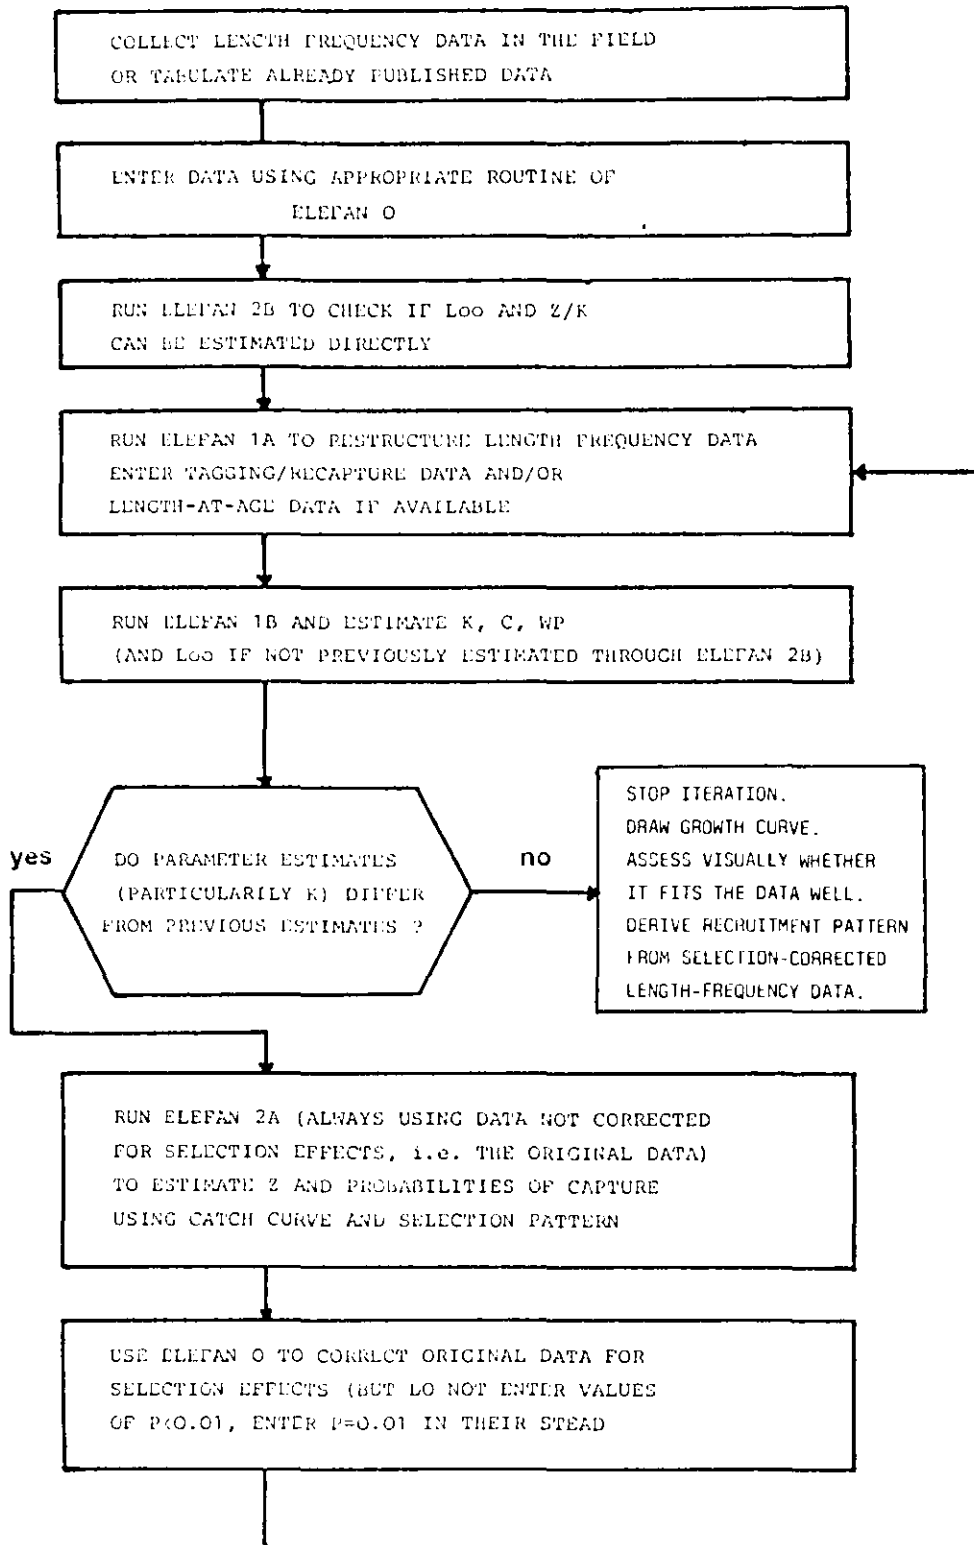 COLLECT LENGTH FREQUENCY DATA IN THE FIELD
OR TABULATE ALREADY PUBLISHED DATA
ENTER DATA USING APPROPRIATE ROUTINE OF
ELEFAN O
RUN ELEFAN 2B TO CHECK IF Loo AND Z/K
CAN BE ESTIMATED DIRECTLY
RUN ELEFAN 1A TO RESTRUCTURE LENGTH FREQUENCY DATA
ENTER TAGGING/RECAPTURE DATA AND/OR
LENGTH-AT-AGE DATA IF AVAILABLE
RUN ELEFAN 1B AND ESTIMATE K, C, WP
(AND Loo IF NOT PREVIOUSLY ESTIMATED THROUGH ELEFAN 2B)
yes
DO PARAMETER ESTIMATES
(PARTICULARILY K) DIFFER
FROM PREVIOUS ESTIMATES ?
no
STOP ITERATION.
DRAW GROWTH CURVE.
ASSESS VISUALLY WHETHER
IT FITS THE DATA WELL.
DERIVE RECRUITMENT PATTERN
FROM SELECTION-CORRECTED
LENGTH-FREQUENCY DATA.
RUN ELEFAN 2A (ALWAYS USING DATA NOT CORRECTED
FOR SELECTION EFFECTS, i.e. THE ORIGINAL DATA)
TO ESTIMATE Z AND PROBABILITIES OF CAPTURE
USING CATCH CURVE AND SELECTION PATTERN
USE ELEFAN O TO CORRECT ORIGINAL DATA FOR
SELECTION EFFECTS (BUT DO NOT ENTER VALUES
OF P<0.01, ENTER P=0.01 IN THEIR STEAD